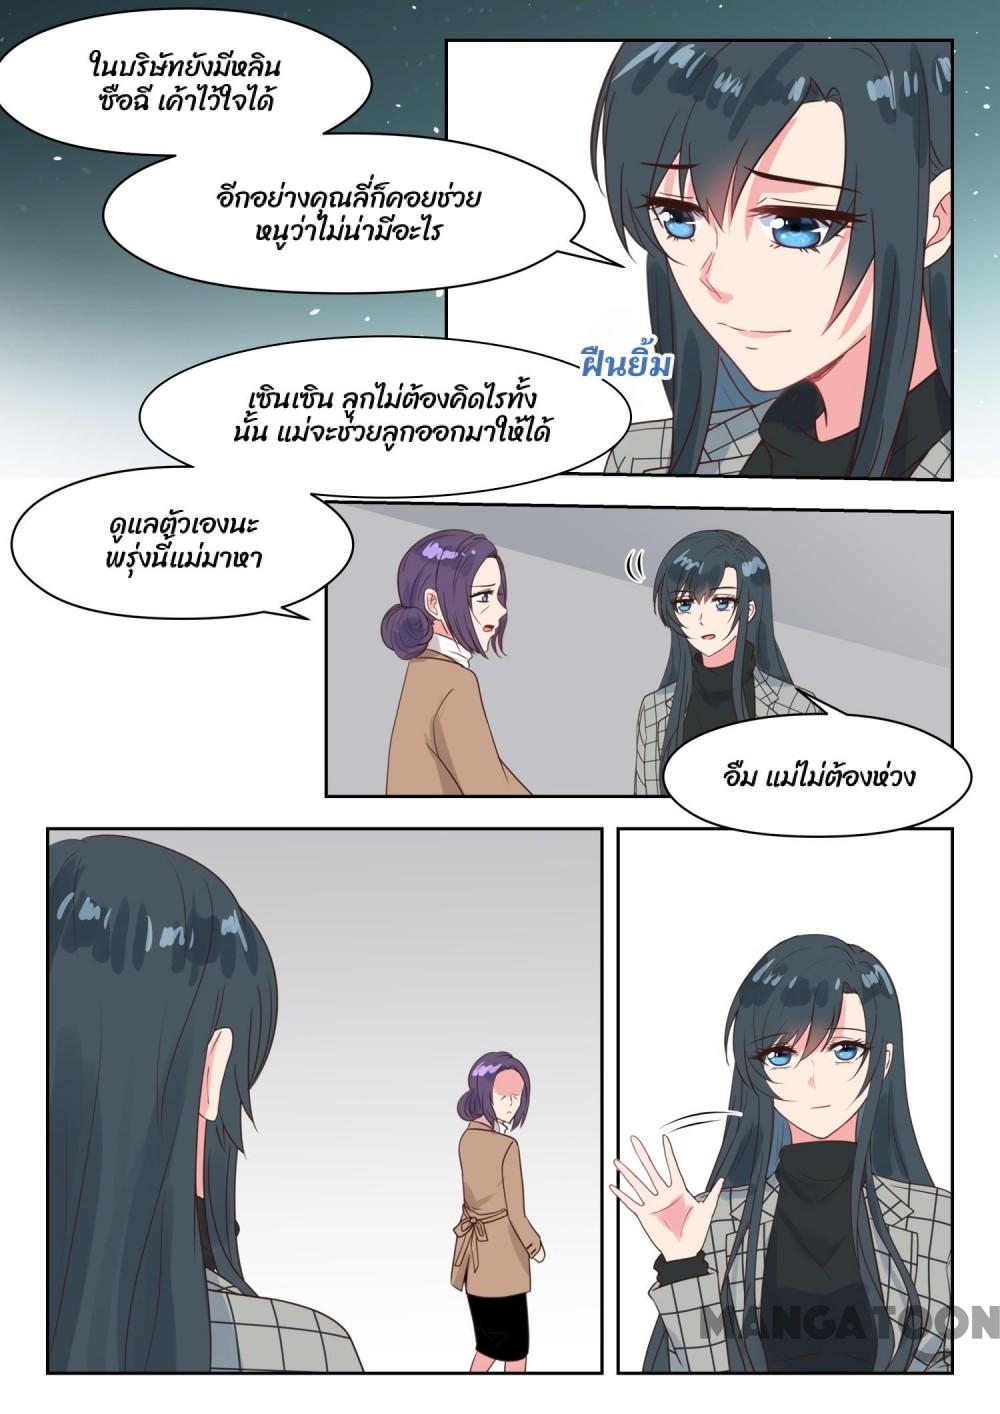 ในบริษัทยังมีหลิน
ซือฉี เค้าไว้ใจได้
อีกอย่างคุณลี่ก็คอยช่วย
หนูว่าไม่น่ามีอะไร
ฝืนยิ้ม
เซินเซิน ลูกไม่ต้องคิดไรทั้ง
นั้น แม่จะช่วยลูกออกมาให้ได้
ดูแลตัวเองนะ
พรุ่งนี้แม่มาหา
อืม แม่ไม่ต้องห่วง
MANGATOON